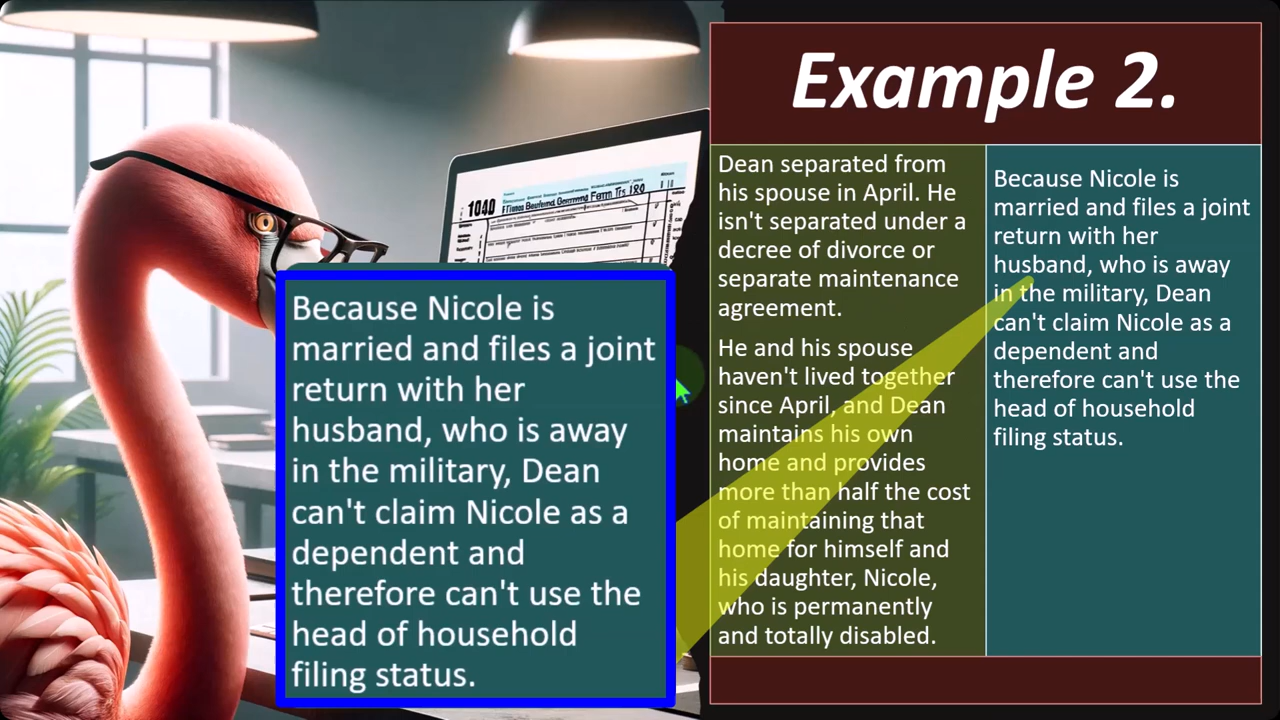 Example 2.
Dean separated from
his spouse in April. He
isn't separated under a
decree of divorce or
separate maintenance
agreement.
He and his spouse
haven't lived together
since April, and Dean
maintains his own
home and provides
more than half the cost
of maintaining that
home for himself and
his daughter, Nicole,
who is permanently
and totally disabled.
Because Nicole is
married and files a joint
return with her
husband, who is away
in the military, Dean
can't claim Nicole as a
dependent and
therefore can't use the
head of household
filing status.
Because Nicole is
married and files a joint
return with her
husband, who is away
in the military, Dean
can't claim Nicole as a
dependent and
therefore can't use the
head of household
filing status.
1040